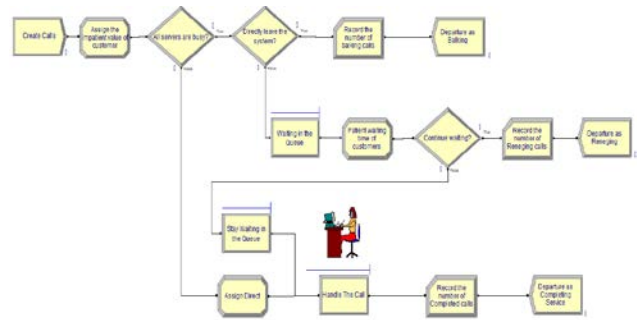 Create Calls
Assign the
impatient value of
customer
All servers are busy?
True
False
Directly leave the
system?
True
False
Record the
number of
balking calls
Departure as
Balking
Waiting in the
Queue
Patient waiting
time of
customers
Continue waiting?
True
False
Record the
number of
Reneging calls
Departure as
Reneging
Stay Waiting in
the Queue
Assign Direct
Handle The Call
Record the
number of
Completed calls
Departure as
Completing
Service